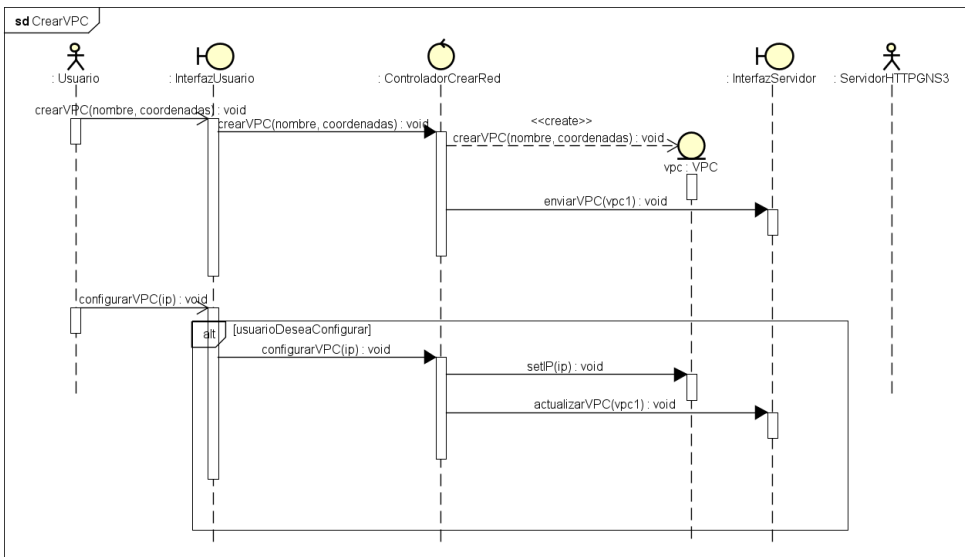 sd CrearVPC
: Usuario
: InterfazUsuario
: ControladorCrearRed
: InterfazServidor
: ServidorHTTPGNS3
crearVPC(nombre, coordenadas) : void
crearVPC(nombre, coordenadas) : void
<<create>>
crearVPC(nombre, coordenadas) : void
vpc : VPC
enviarVPC(vpc1) : void
configurarVPC(ip) : void
alt
[usuarioDeseaConfigurar]
configurarVPC(ip) : void
setIP(ip) : void
actualizarVPC(vpc1) : void